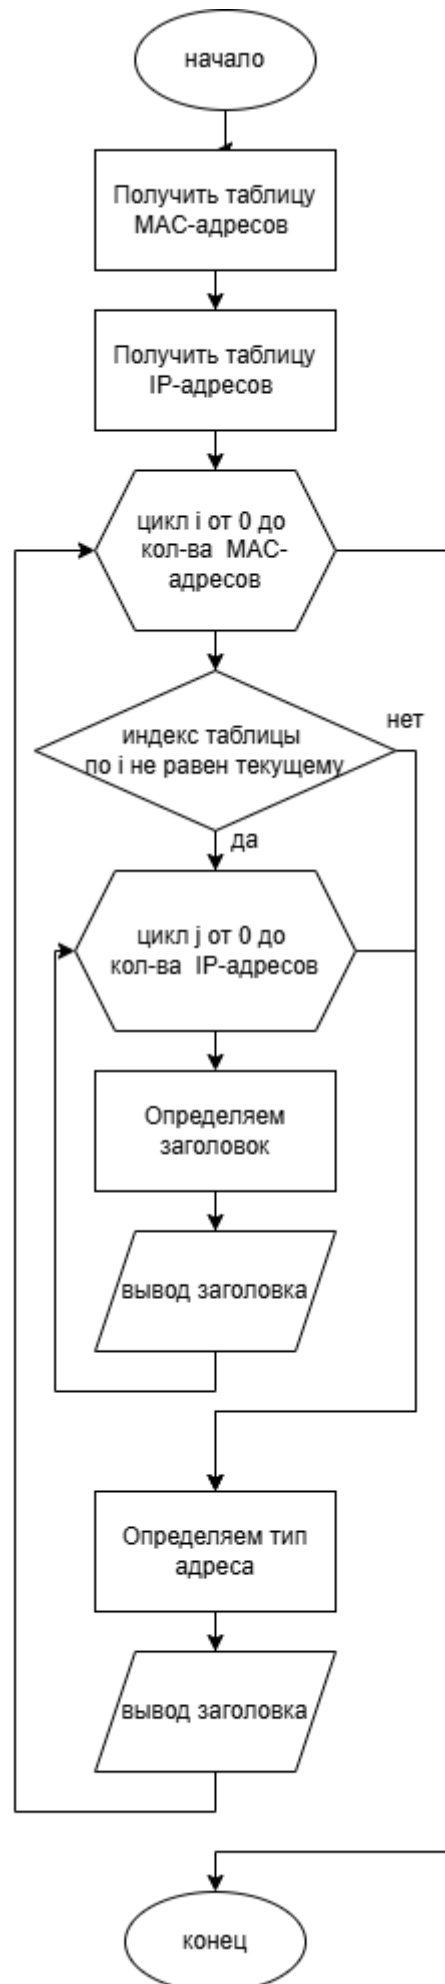 начало
Получить таблицу
MAC-адресов
Получить таблицу
IP-адресов
цикл i от 0 до
кол-ва MAC-
адресов
нет
индекс таблицы
по i не равен текущему
да
цикл j от 0 до
кол-ва IP-адресов
Определяем
заголовок
вывод заголовка
Определяем тип
адреса
вывод заголовка
конец